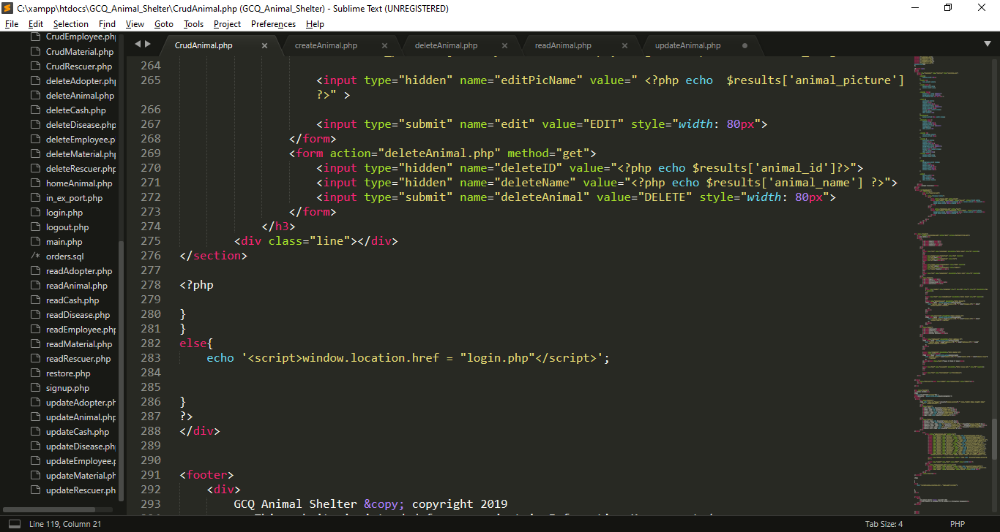 C:\xampp\htdocs\GCQ_Animal_Shelter\CrudAnimal.php (GCQ_Animal_Shelter) - Sublime Text (UNREGISTERED)
File Edit Selection Find View Goto Tools Project Preferences Help
CrudEmployee.ph
CrudMaterial.php
CrudRescuer.php
deleteAdopter.ph
deleteAnimal.php
deleteCash.php
deleteDisease.php
deleteEmployee.p
deleteMaterial.ph
deleteRescuer.php
homeAnimal.php
in_ex_port.php
login.php
logout.php
main.php
/* orders.sql
readAdopter.php
readAnimal.php
readCash.php
readDisease.php
readEmployee.php
readMaterial.php
readRescuer.php
restore.php
signup.php
updateAdopter.ph
updateAnimal.php
updateCash.php
updateDisease.ph
updateEmployee.p
updateMaterial.ph
updateRescuer.ph
CrudAnimal.php × createAnimal.php × deleteAnimal.php × readAnimal.php × updateAnimal.php
264
265 <input type="hidden" name="editPicName" value=" <?php echo  $results['animal_picture']
?>" >
266
267 <input type="submit" name="edit" value="EDIT" style="width: 80px">
268 </form>
269 <form action="deleteAnimal.php" method="get">
270 <input type="hidden" name="deleteID" value="<?php echo $results['animal_id']?>">
271 <input type="hidden" name="deleteName" value="<?php echo $results['animal_name'] ?>">
272 <input type="submit" name="deleteAnimal" value="DELETE" style="width: 80px">
273 </form>
274 </h3>
275 <div class="line"></div>
276 </section>
277
278 <?php
279
280 }
281 }
282 else{
283 echo '<script>window.location.href = "login.php"</script>';
284
285
286 }
287 ?>
288 </div>
289
290
291 <footer>
292 <div>
293 GCQ Animal Shelter &copy; copyright 2019
Line 119, Column 21
Tab Size: 4
PHP